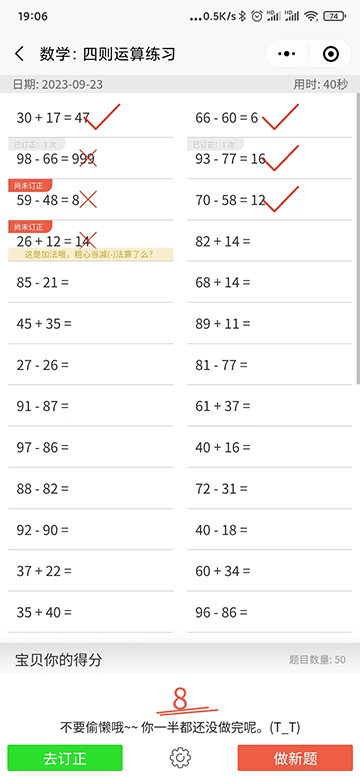 19:06
...0.5K/s
HD
HD
74
数学：四则运算练习
日期: 2023-09-23
用时: 40秒
30 + 17 = 47
66 - 60 = 6
已订正：3 次
已订正：1 次
98 - 66 = 999
93 - 77 = 16
尚未订正
59 - 48 = 8
70 - 58 = 12
尚未订正
26 + 12 = 14
82 + 14 =
这是加法哦，粗心当减(-)法算了么?
85 - 21 =
68 + 14 =
45 + 35 =
89 + 11 =
27 - 26 =
81 - 77 =
91 - 87 =
61 + 37 =
97 - 86 =
40 + 16 =
88 - 82 =
72 - 31 =
92 - 90 =
40 - 18 =
37 + 22 =
60 + 34 =
35 + 40 =
96 - 86 =
宝贝你的得分
题目数量: 50
8
不要偷懒哦~~ 你一半都还没做完呢。(T_T)
去订正
做新题